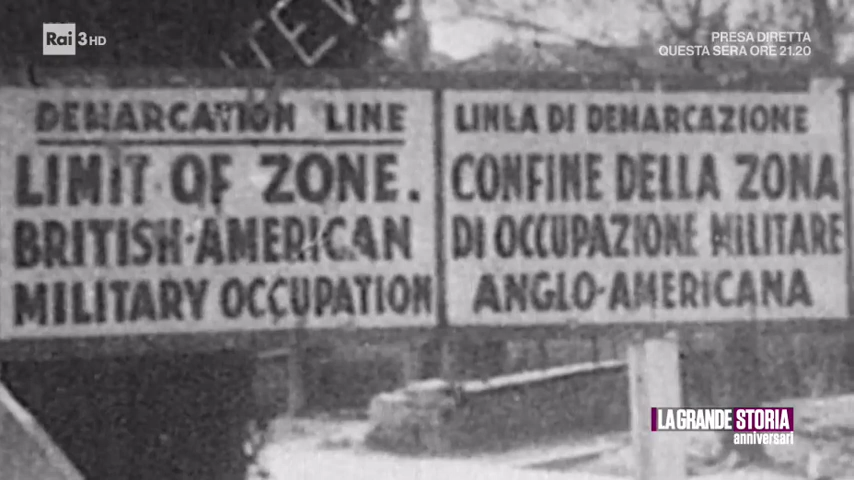 Rai 3HD
PRESA DIRETTA
QUESTA SERA ORE 21.20
DEMARCATION LINE
LIMIT OF ZONE.
BRITISH-AMERICAN
MILITARY OCCUPATION
LINEA DI DEMARCAZIONE
CONFINE DELLA ZONA
DI OCCUPAZIONE MILITARE
ANGLO-AMERICANA
LA GRANDE STORIA
anniversari